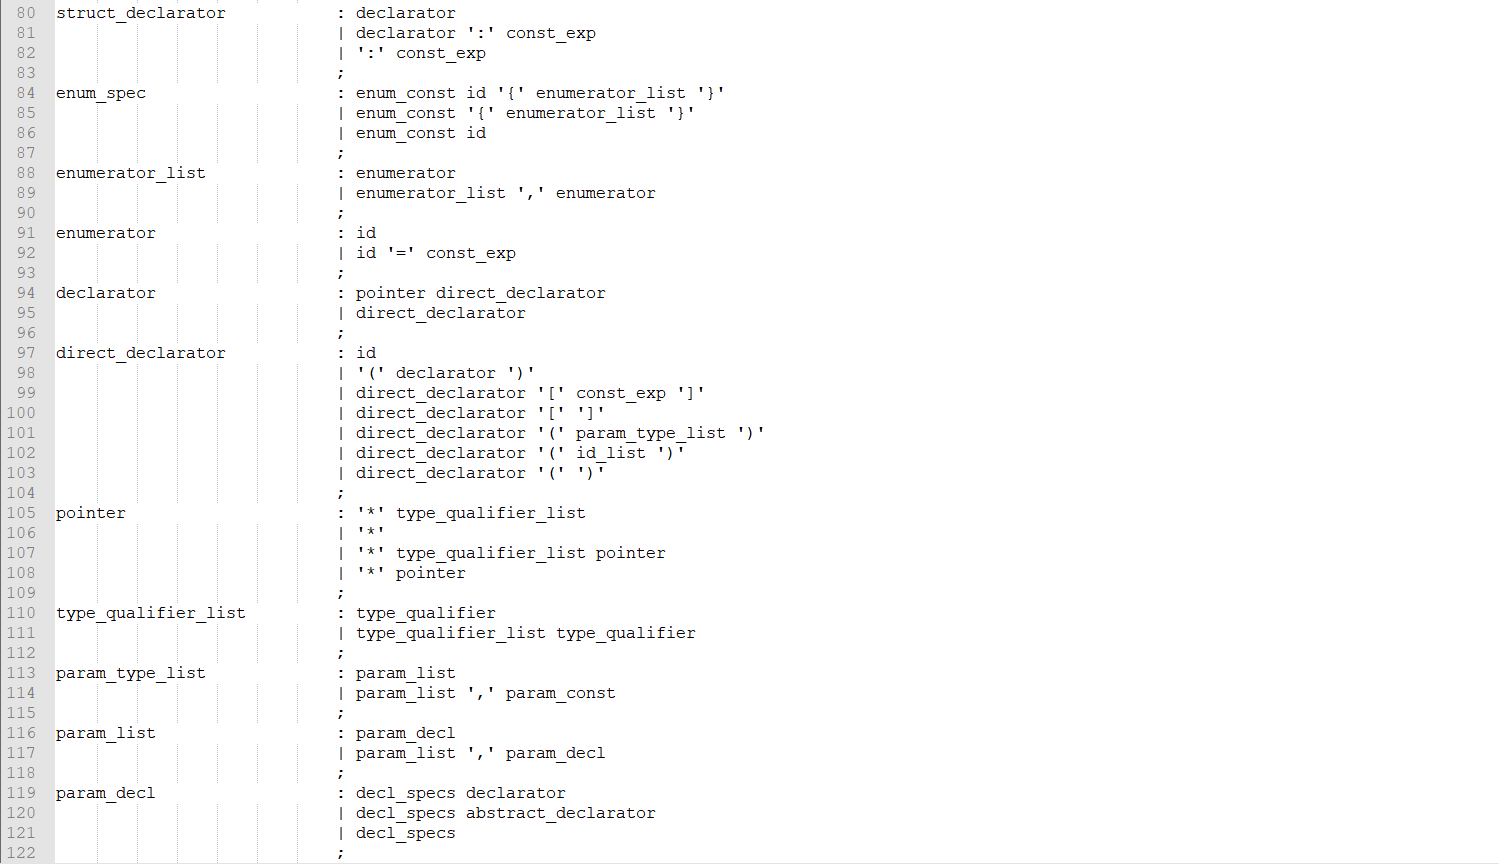 80 struct_declarator : declarator
81 | declarator ':' const_exp
82 | ':' const_exp
83 ;
84 enum_spec : enum_const id '{' enumerator_list '}'
85 | enum_const '{' enumerator_list '}'
86 | enum_const id
87 ;
88 enumerator_list : enumerator
89 | enumerator_list ',' enumerator
90 ;
91 enumerator : id
92 | id '=' const_exp
93 ;
94 declarator : pointer direct_declarator
95 | direct_declarator
96 ;
97 direct_declarator : id
98 | '(' declarator ')'
99 | direct_declarator '[' const_exp ']'
100 | direct_declarator '[' ']'
101 | direct_declarator '(' param_type_list ')'
102 | direct_declarator '(' id_list ')'
103 | direct_declarator '(' ')'
104 ;
105 pointer : '*' type_qualifier_list
106 | '*'
107 | '*' type_qualifier_list pointer
108 | '*' pointer
109 ;
110 type_qualifier_list : type_qualifier
111 | type_qualifier_list type_qualifier
112 ;
113 param_type_list : param_list
114 | param_list ',' param_const
115 ;
116 param_list : param_decl
117 | param_list ',' param_decl
118 ;
119 param_decl : decl_specs declarator
120 | decl_specs abstract_declarator
121 | decl_specs
122 ;